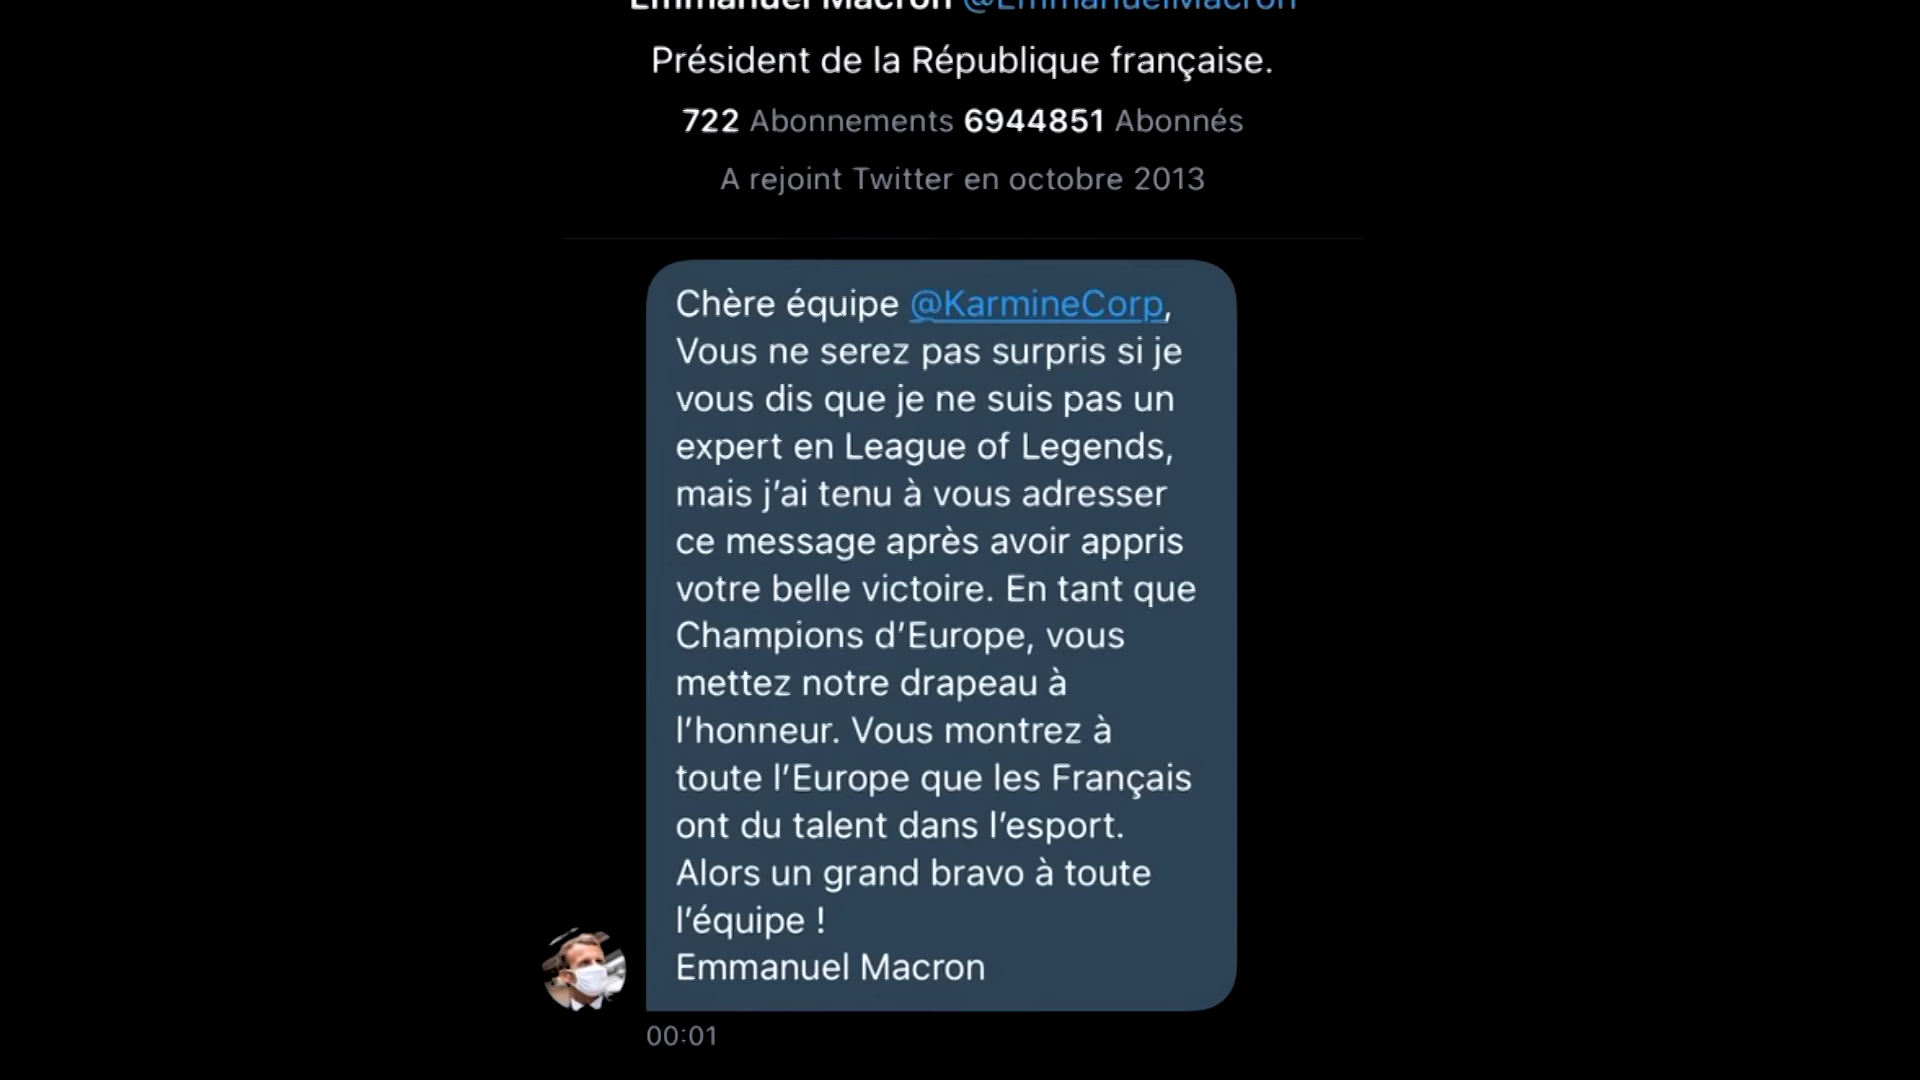 Emmanuel Macron @EmmanuelMacron
Président de la République française.
722 Abonnements 6944851 Abonnés
A rejoint Twitter en octobre 2013
Chère équipe @KarmineCorp,
Vous ne serez pas surpris si je
vous dis que je ne suis pas un
expert en League of Legends,
mais j’ai tenu à vous adresser
ce message après avoir appris
votre belle victoire. En tant que
Champions d’Europe, vous
mettez notre drapeau à
l’honneur. Vous montrez à
toute l’Europe que les Français
ont du talent dans l’esport.
Alors un grand bravo à toute
l’équipe !
Emmanuel Macron
00:01